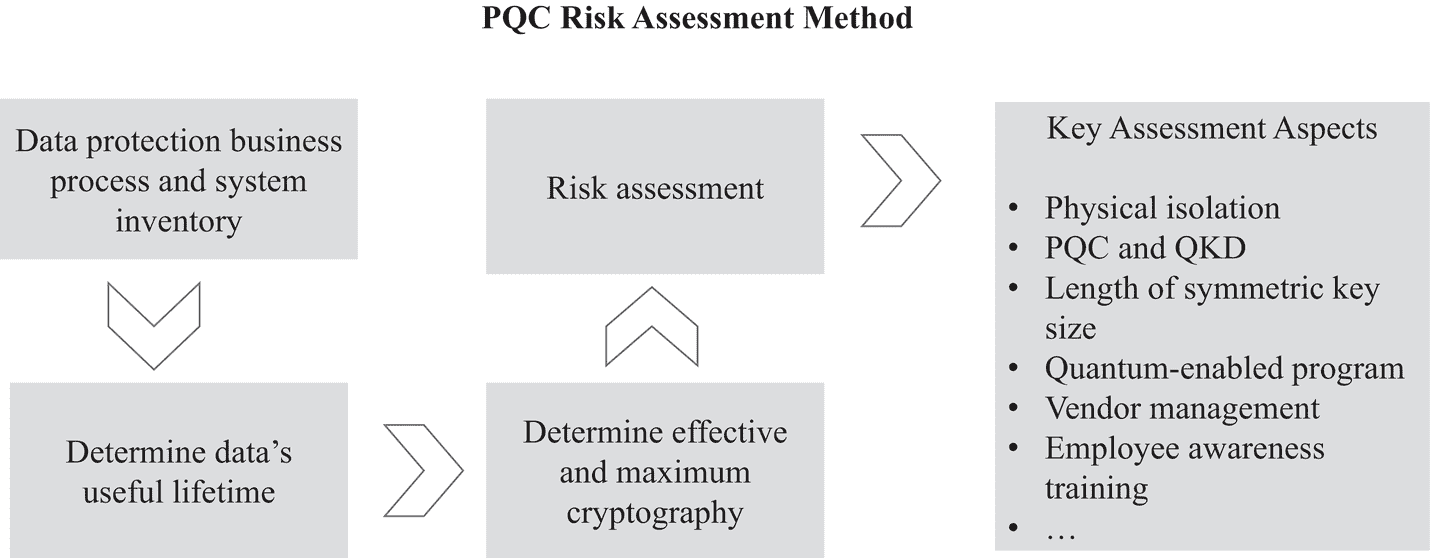 PQC Risk Assessment Method
Data protection business
process and system
inventory
Determine data’s
useful lifetime
Determine effective
and maximum
cryptography
Risk assessment
Key Assessment Aspects
• Physical isolation
• PQC and QKD
• Length of symmetric key
size
• Quantum-enabled program
• Vendor management
• Employee awareness
training
• …